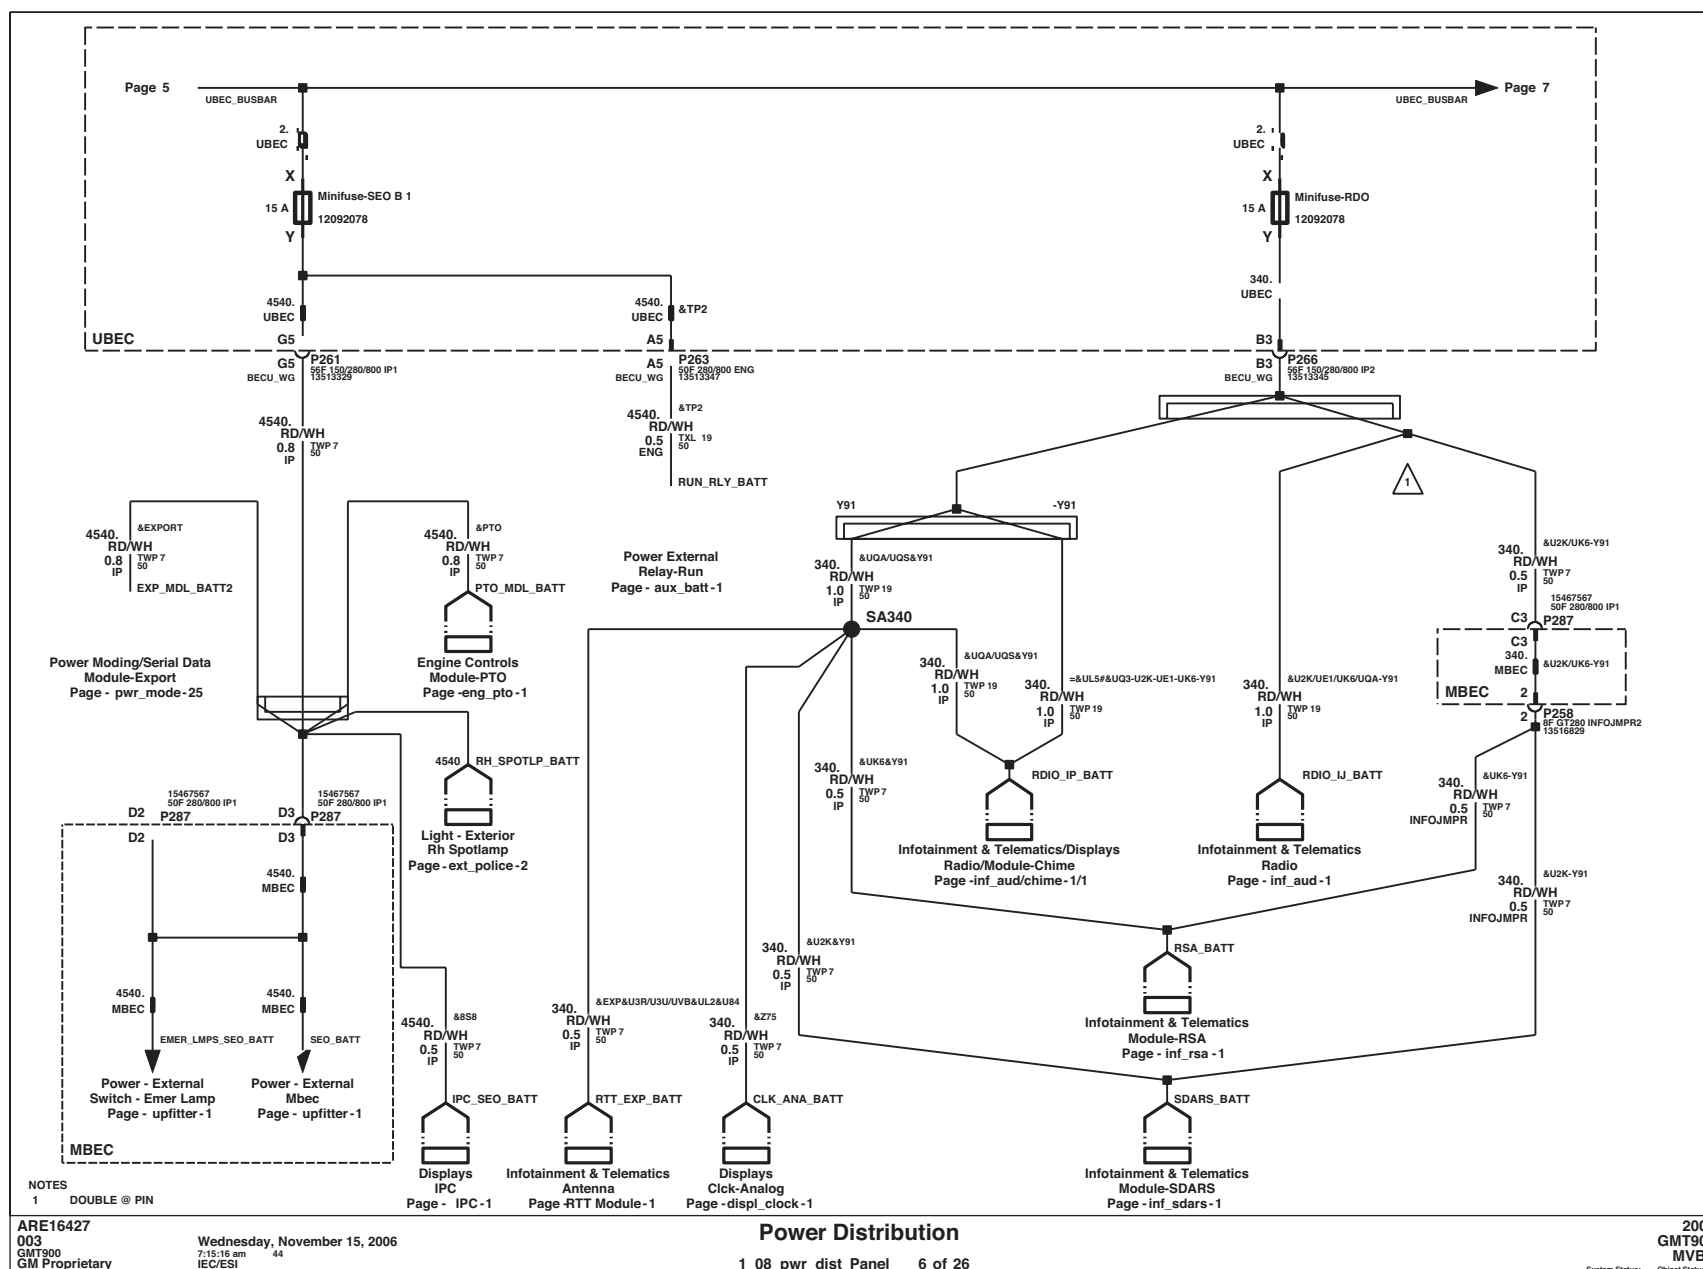 Page 5
UBEC_BUSBAR
UBEC_BUSBAR
Page 7
2.
UBEC
X
15 A
Minifuse-SEO B 1
12092078
Y
2.
UBEC
X
15 A
Minifuse-RDO
12092078
Y
340.
UBEC
4540.
UBEC
4540.
UBEC
&TP2
UBEC
G5
A5
B3
G5
P261
56F 150/280/800 IP1
13513329
BECU_WG
A5
P263
50F 280/800 ENG
13513347
BECU_WG
B3
P266
56F 150/280/800 IP2
13513345
BECU_WG
4540.
RD/WH
0.8
IP
TWP 7
50
&TP2
4540.
RD/WH
0.5
ENG
TXL 19
50
RUN_RLY_BATT
1
Y91
-Y91
&EXPORT
4540.
RD/WH
0.8
IP
TWP 7
50
EXP_MDL_BATT2
&PTO
4540.
RD/WH
0.8
IP
TWP 7
50
PTO_MDL_BATT
Power External
Relay-Run
Page - aux_batt-1
&UQA/UQS&Y91
340.
RD/WH
1.0
IP
TWP 19
50
SA340
&U2K/UK6-Y91
340.
RD/WH
0.5
IP
TWP 7
50
15467567
50F 280/800 IP1
C3
P287
C3
340.
MBEC
&U2K/UK6-Y91
MBEC
2
2
P258
8F GT280 INFOJMPR2
13516829
Power Moding/Serial Data
Module-Export
Page - pwr_mode-25
Engine Controls
Module-PTO
Page -eng_pto-1
&UQA/UQS&Y91
340.
RD/WH
1.0
IP
TWP 19
50
=&UL5#&UQ3-U2K-UE1-UK6-Y91
340.
RD/WH
1.0
IP
TWP 19
50
&U2K/UE1/UK6/UQA-Y91
340.
RD/WH
1.0
IP
TWP 19
50
4540
RH_SPOTLP_BATT
&UK6&Y91
340.
RD/WH
0.5
IP
TWP 7
50
RDIO_IP_BATT
RDIO_IJ_BATT
&UK6-Y91
340.
RD/WH
0.5
INFOJMPR
TWP 7
50
15467567
50F 280/800 IP1
D2
P287
15467567
50F 280/800 IP1
D3
P287
D2
D3
Light - Exterior
Rh Spotlamp
Page -ext_police-2
Infotainment & Telematics/Displays
Radio/Module-Chime
Page -inf_aud/chime-1/1
Infotainment & Telematics
Radio
Page - inf_aud-1
4540.
MBEC
&U2K-Y91
340.
RD/WH
0.5
INFOJMPR
TWP 7
50
&U2K&Y91
340.
RD/WH
0.5
IP
TWP 7
50
RSA_BATT
4540.
MBEC
4540.
MBEC
EMER_LMPS_SEO_BATT
SEO_BATT
&8S8
4540.
RD/WH
0.5
IP
TWP 7
50
&EXP&U3R/U3U/UVB&UL2&U84
340.
RD/WH
0.5
IP
TWP 7
50
&Z75
340.
RD/WH
0.5
IP
TWP 7
50
Infotainment & Telematics
Module-RSA
Page - inf_rsa -1
Power - External
Switch - Emer Lamp
Page - upfitter-1
Power - External
Mbec
Page - upfitter-1
IPC_SEO_BATT
RTT_EXP_BATT
CLK_ANA_BATT
SDARS_BATT
MBEC
Displays
IPC
Page - IPC-1
Infotainment & Telematics
Antenna
Page -RTT Module-1
Displays
Clck-Analog
Page -displ_clock-1
Infotainment & Telematics
Module-SDARS
Page - inf_sdars-1
NOTES
1 DOUBLE @ PIN
ARE16427
003
GMT900
GM Proprietary
Wednesday, November 15, 2006
7:15:16 am 44
IEC/ESI
Power Distribution
1_08_pwr_dist_Panel 6 of 26
200
GMT90
MVB